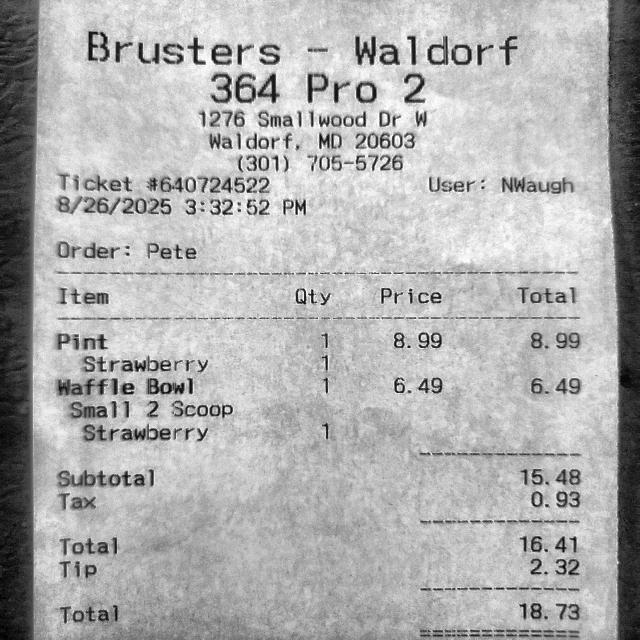 Brusters - Waldorf
364 Pro 2
1276 Smallwood Dr W
Waldorf, MD 20603
(301) 705-5726
Ticket #640724522 User: NWaugh
8/26/2025 3:32:52 PM
Order: Pete
Item Qty Price Total
Pint 1 8.99 8.99
Strawberry 1
Waffle Bowl 1 6.49 6.49
Small 2 Scoop
Strawberry 1
Subtotal 15.48
Tax 0.93
Total 16.41
Tip 2.32
Total 18.73